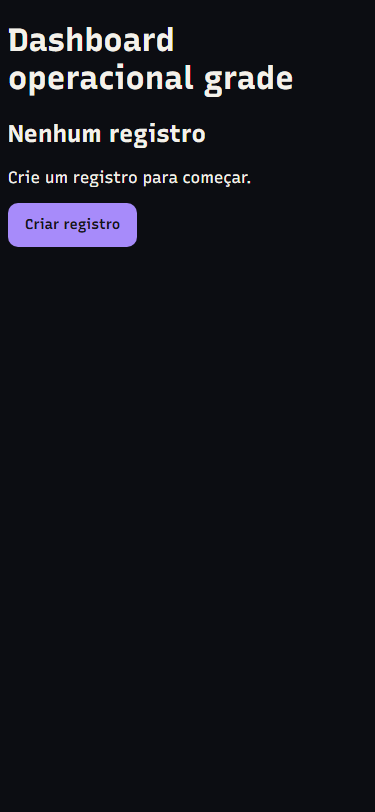 Dashboard
operacional grade
Nenhum registro
Crie um registro para começar.
Criar registro